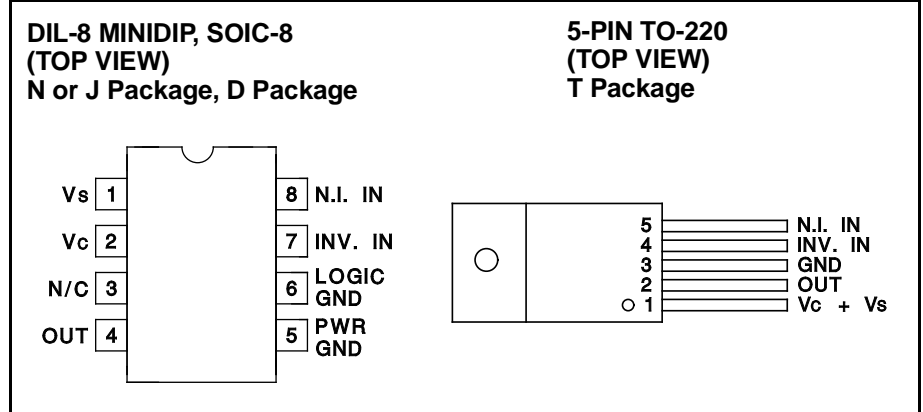 DIL-8 MINIDIP, SOIC-8
(TOP VIEW)
N or J Package, D Package
Vs 1
Vc 2
N/C 3
OUT 4
8 N.I. IN
7 INV. IN
6 LOGIC
GND
5 PWR
GND
5-PIN TO-220
(TOP VIEW)
T Package
5 N.I. IN
4 INV. IN
3 GND
2 OUT
1 Vc + Vs